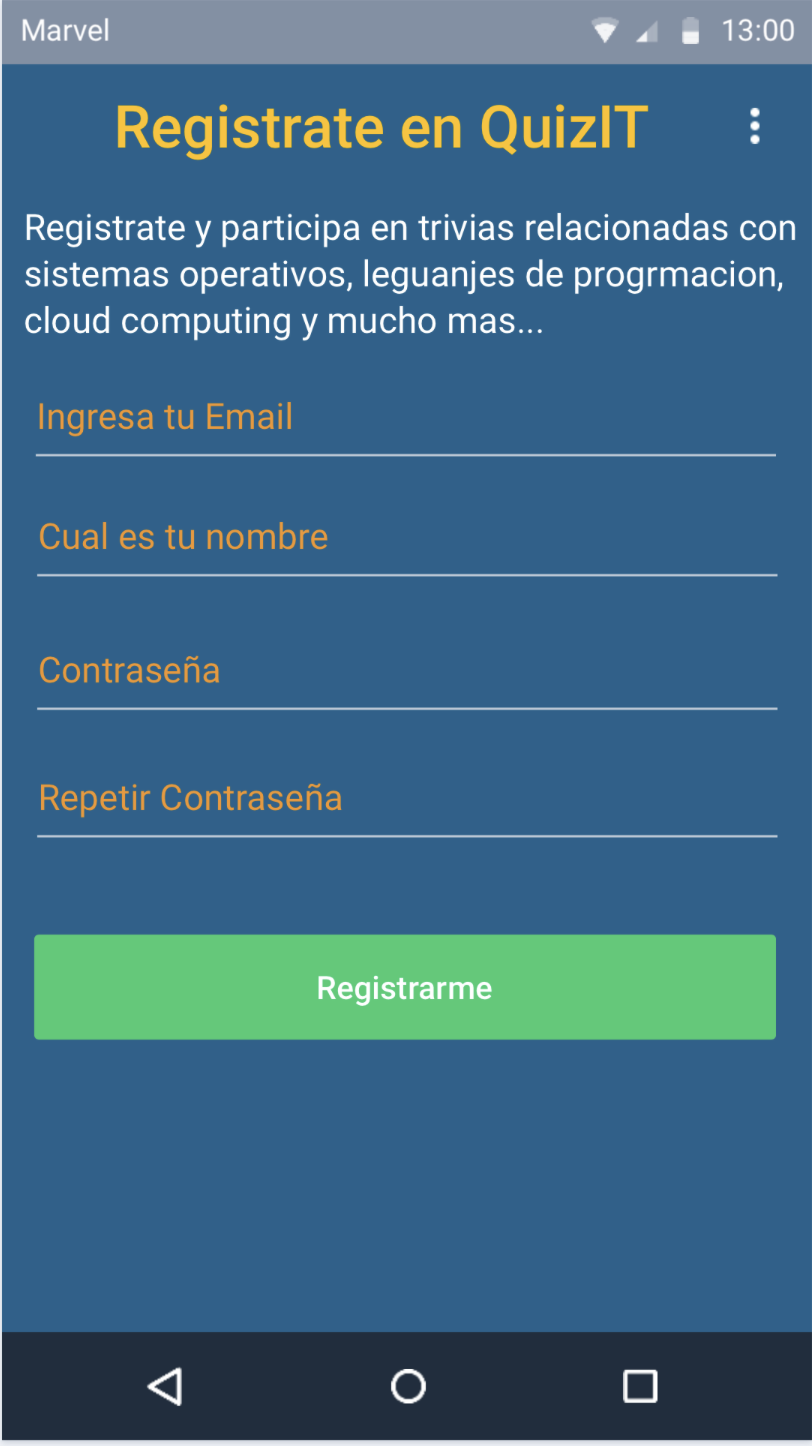 Marvel 13:00
Registrate en QuizIT
Registrate y participa en trivias relacionadas con
sistemas operativos, leguanjes de progrmacion,
cloud computing y mucho mas...
Ingresa tu Email
Cual es tu nombre
Contraseña
Repetir Contraseña
Registrarme